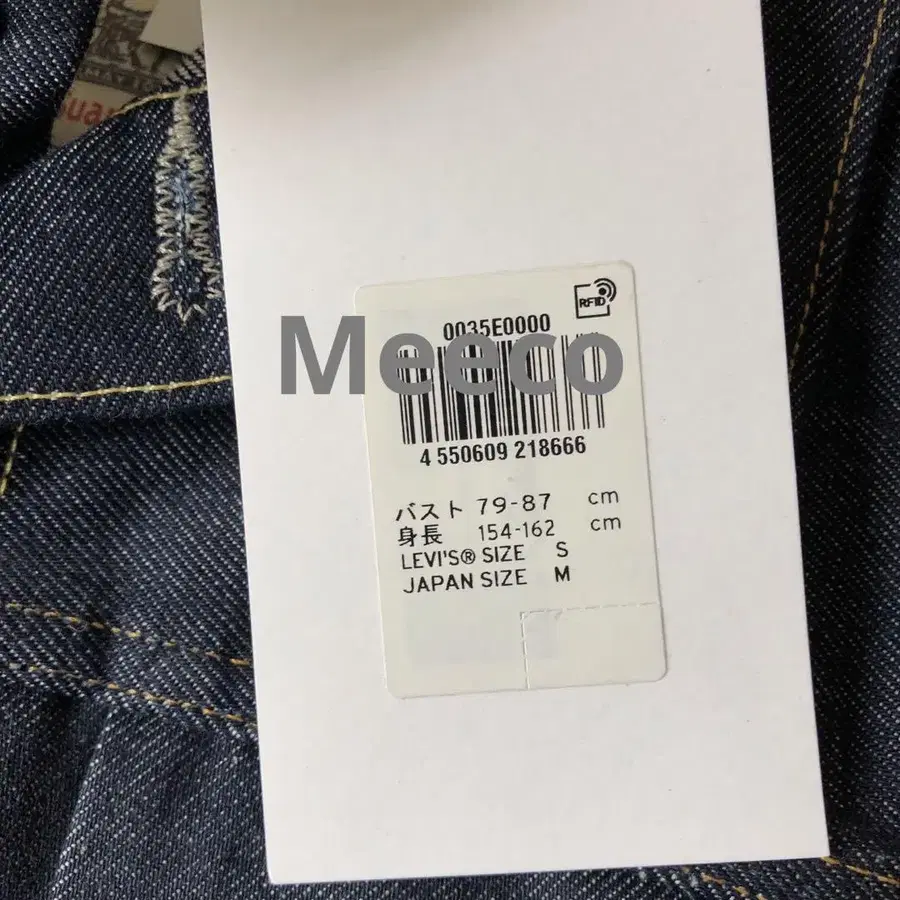 RFID
0035E0000
Meeco
4 550609 218666
バスト 79-87 cm
身長 154-162 cm
LEVI'S® SIZE S
JAPAN SIZE M